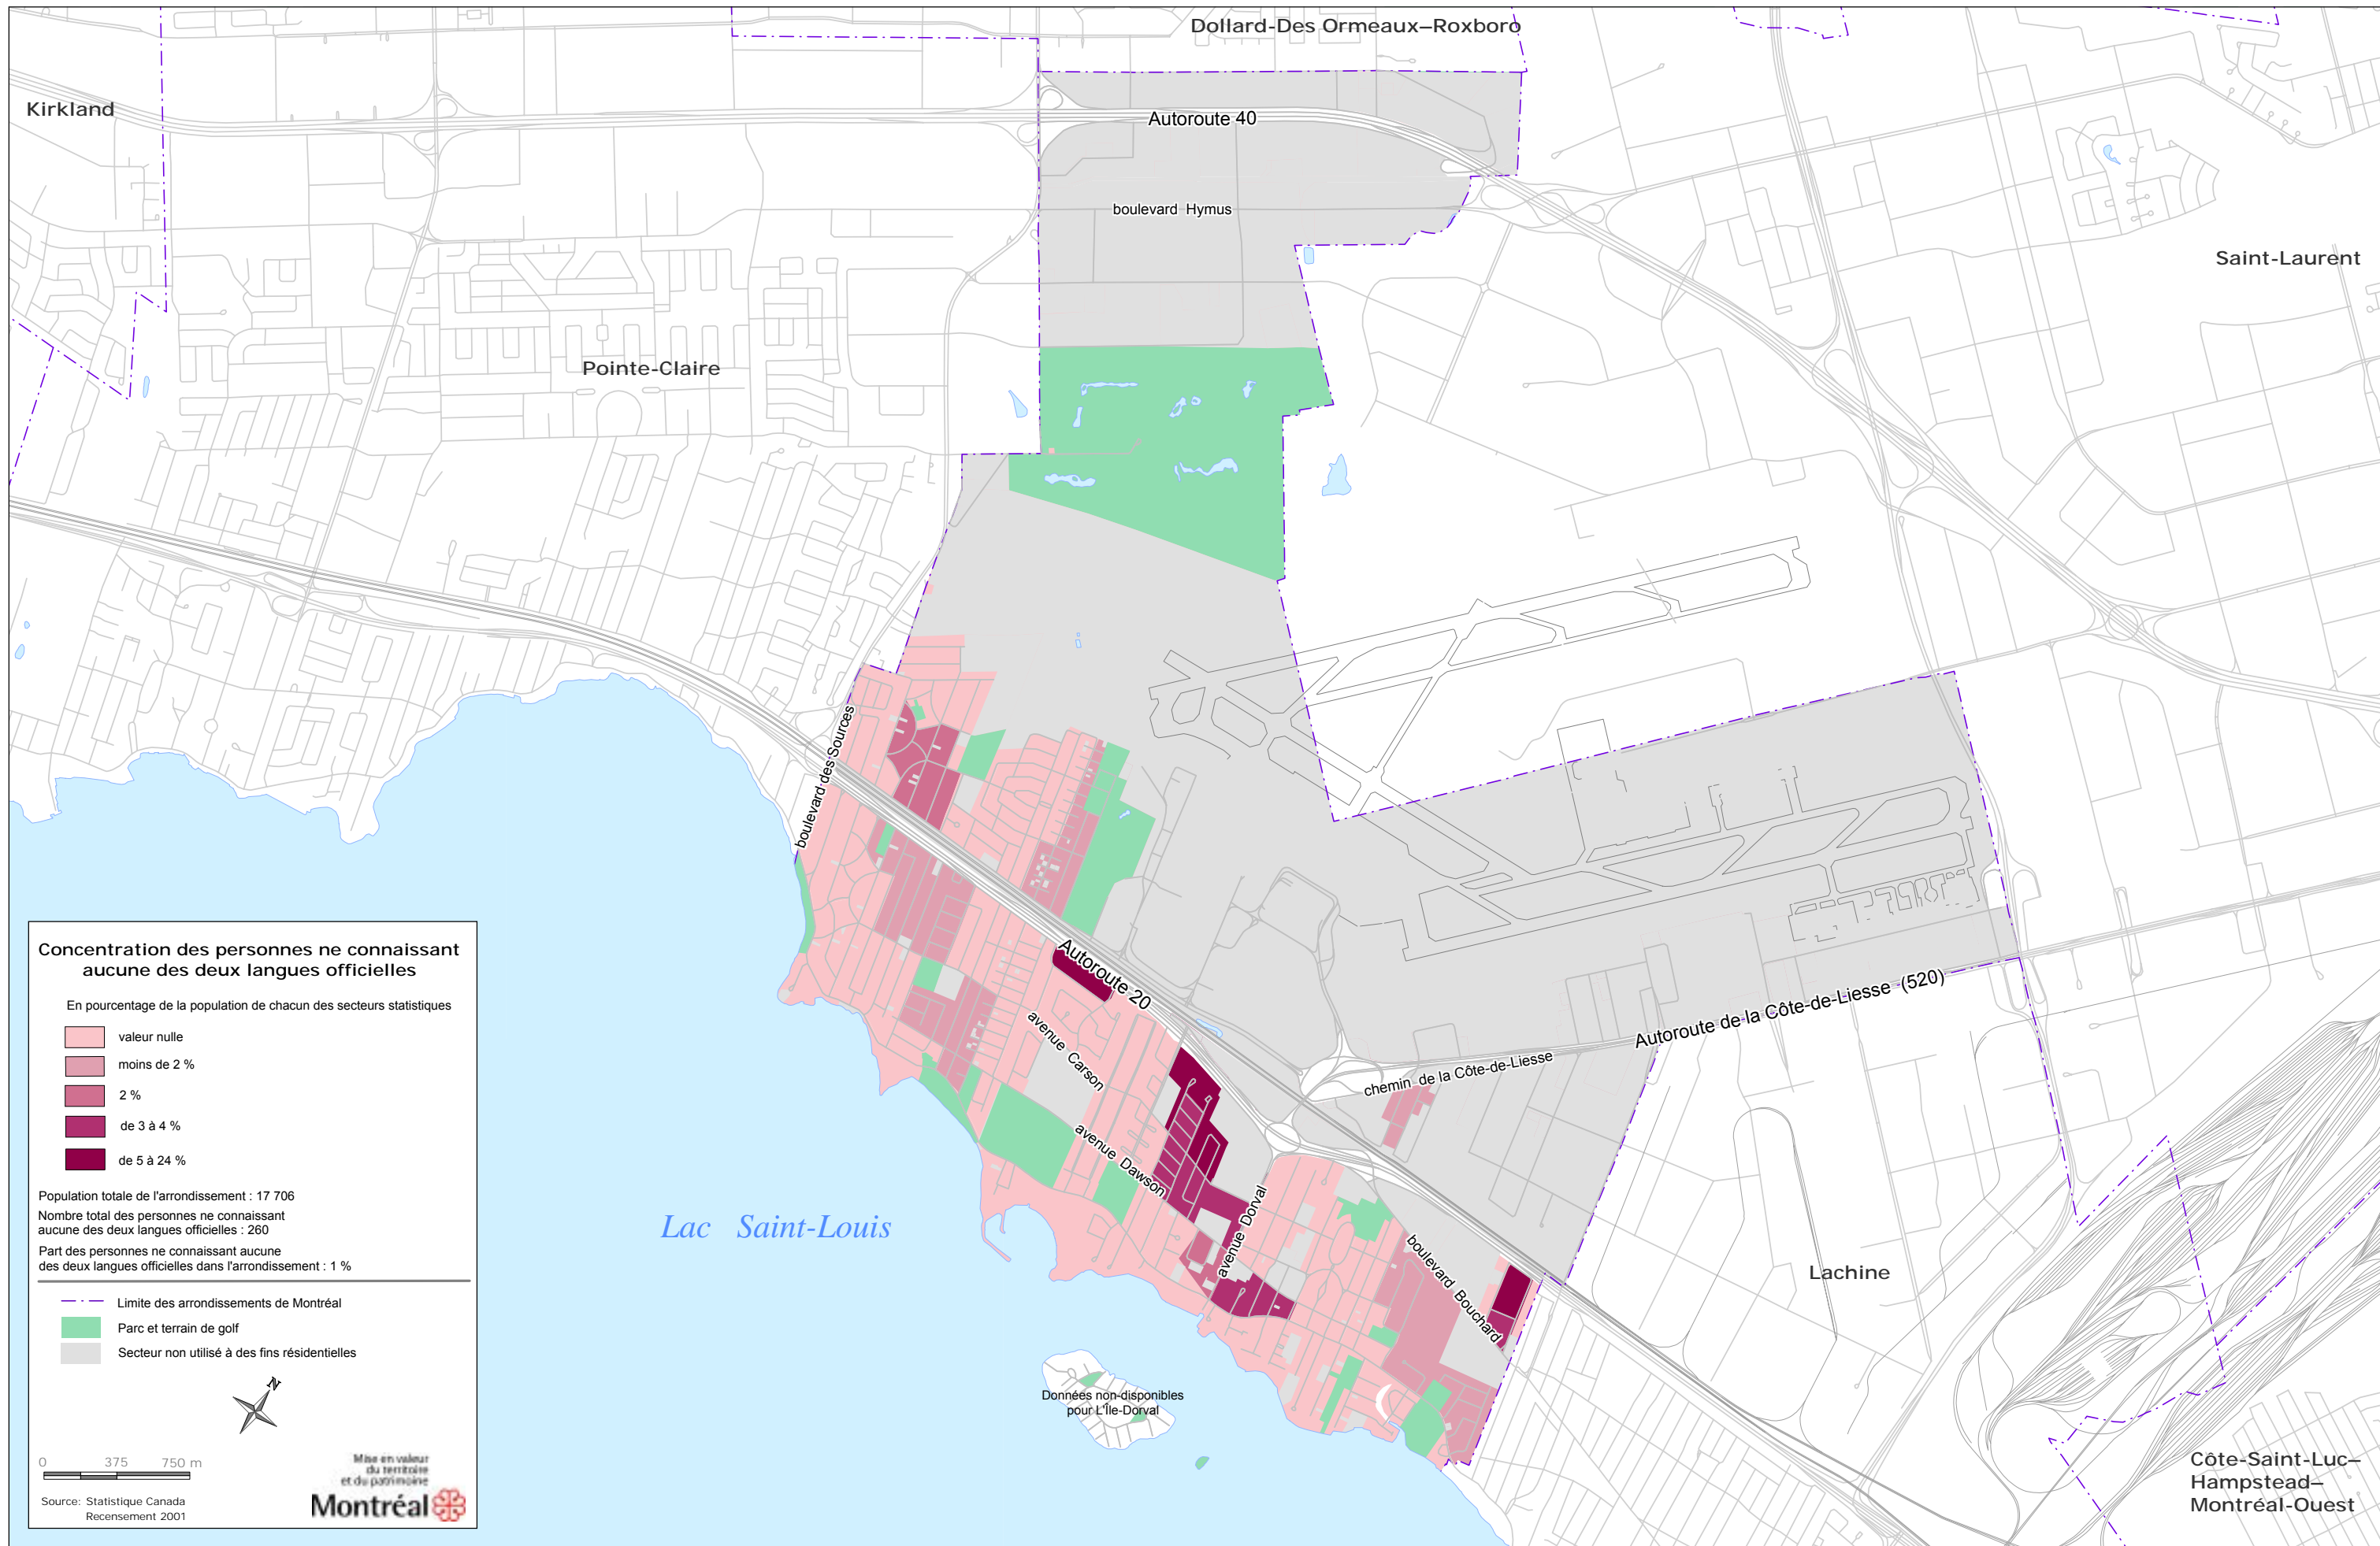 Dollard-Des Ormeaux–Roxboro
Kirkland
Autoroute 40
boulevard Hymus
Saint-Laurent
Pointe-Claire
boulevard des Sources
Autoroute 20
avenue Carson
avenue Dawson
avenue Dorval
boulevard Bouchard
chemin de la Côte-de-Liesse
Autoroute de la Côte-de-Liesse (520)
Lachine
Lac Saint-Louis
Données non-disponibles
pour L'Île-Dorval
Côte-Saint-Luc–
Hampstead–
Montréal-Ouest
Concentration des personnes ne connaissant
aucune des deux langues officielles
En pourcentage de la population de chacun des secteurs statistiques
valeur nulle
moins de 2 %
2 %
de 3 à 4 %
de 5 à 24 %
Population totale de l'arrondissement : 17 706
Nombre total des personnes ne connaissant
aucune des deux langues officielles : 260
Part des personnes ne connaissant aucune
des deux langues officielles dans l'arrondissement : 1 %
Limite des arrondissements de Montréal
Parc et terrain de golf
Secteur non utilisé à des fins résidentielles
N
0 375 750 m
Source: Statistique Canada
Recensement 2001
Mise en valeur
du territoire
et du patrimoine
Montréal